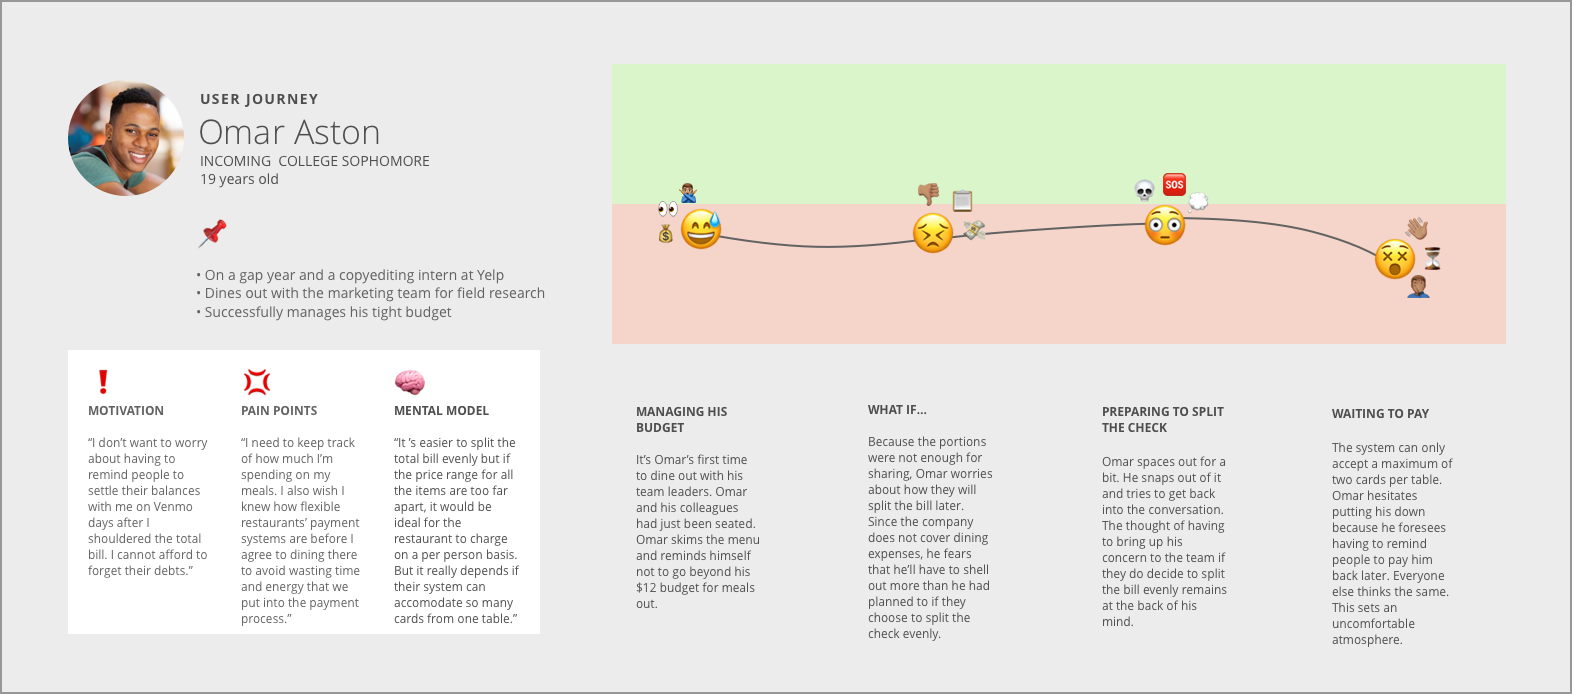 USER JOURNEY
Omar Aston
INCOMING COLLEGE SOPHOMORE
19 years old
• On a gap year and a copyediting intern at Yelp
• Dines out with the marketing team for field research
• Successfully manages his tight budget
MOTIVATION
“I don’t want to worry
about having to
remind people to
settle their balances
with me on Venmo
days after I
shouldered the total
bill. I cannot afford to
forget their debts.”
PAIN POINTS
“I need to keep track
of how much I’m
spending on my
meals. I also wish I
knew how flexible
restaurants’ payment
systems are before I
agree to dining there
to avoid wasting time
and energy that we
put into the payment
process.”
MENTAL MODEL
“It ’s easier to split the
total bill evenly but if
the price range for all
the items are too far
apart, it would be
ideal for the
restaurant to charge
on a per person basis.
But it really depends if
their system can
accomodate so many
cards from one table.”
SOS
MANAGING HIS
BUDGET
It’s Omar’s first time
to dine out with his
team leaders. Omar
and his colleagues
had just been seated.
Omar skims the menu
and reminds himself
not to go beyond his
$12 budget for meals
out.
WHAT IF...
Because the portions
were not enough for
sharing, Omar worries
about how they will
split the bill later.
Since the company
does not cover dining
expenses, he fears
that he’ll have to shell
out more than he had
planned to if they
choose to split the
check evenly.
PREPARING TO SPLIT
THE CHECK
Omar spaces out for a
bit. He snaps out of it
and tries to get back
into the conversation.
The thought of having
to bring up his
concern to the team if
they do decide to split
the bill evenly remains
at the back of his
mind.
WAITING TO PAY
The system can only
accept a maximum of
two cards per table.
Omar hesitates
putting his down
because he foresees
having to remind
people to pay him
back later. Everyone
else thinks the same.
This sets an
uncomfortable
atmosphere.